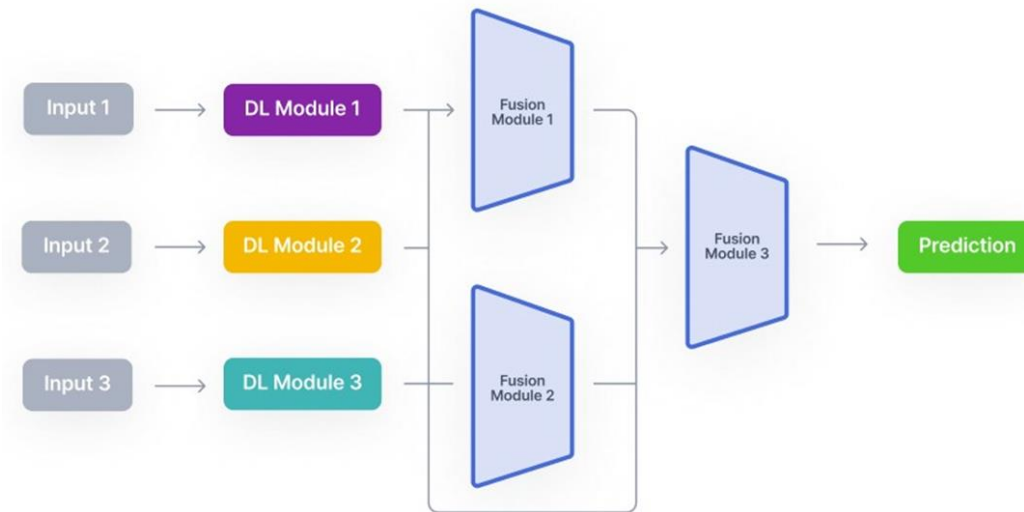 Input 1
DL Module 1
Fusion
Module 1
Input 2
DL Module 2
Fusion
Module 3
Prediction
Input 3
DL Module 3
Fusion
Module 2